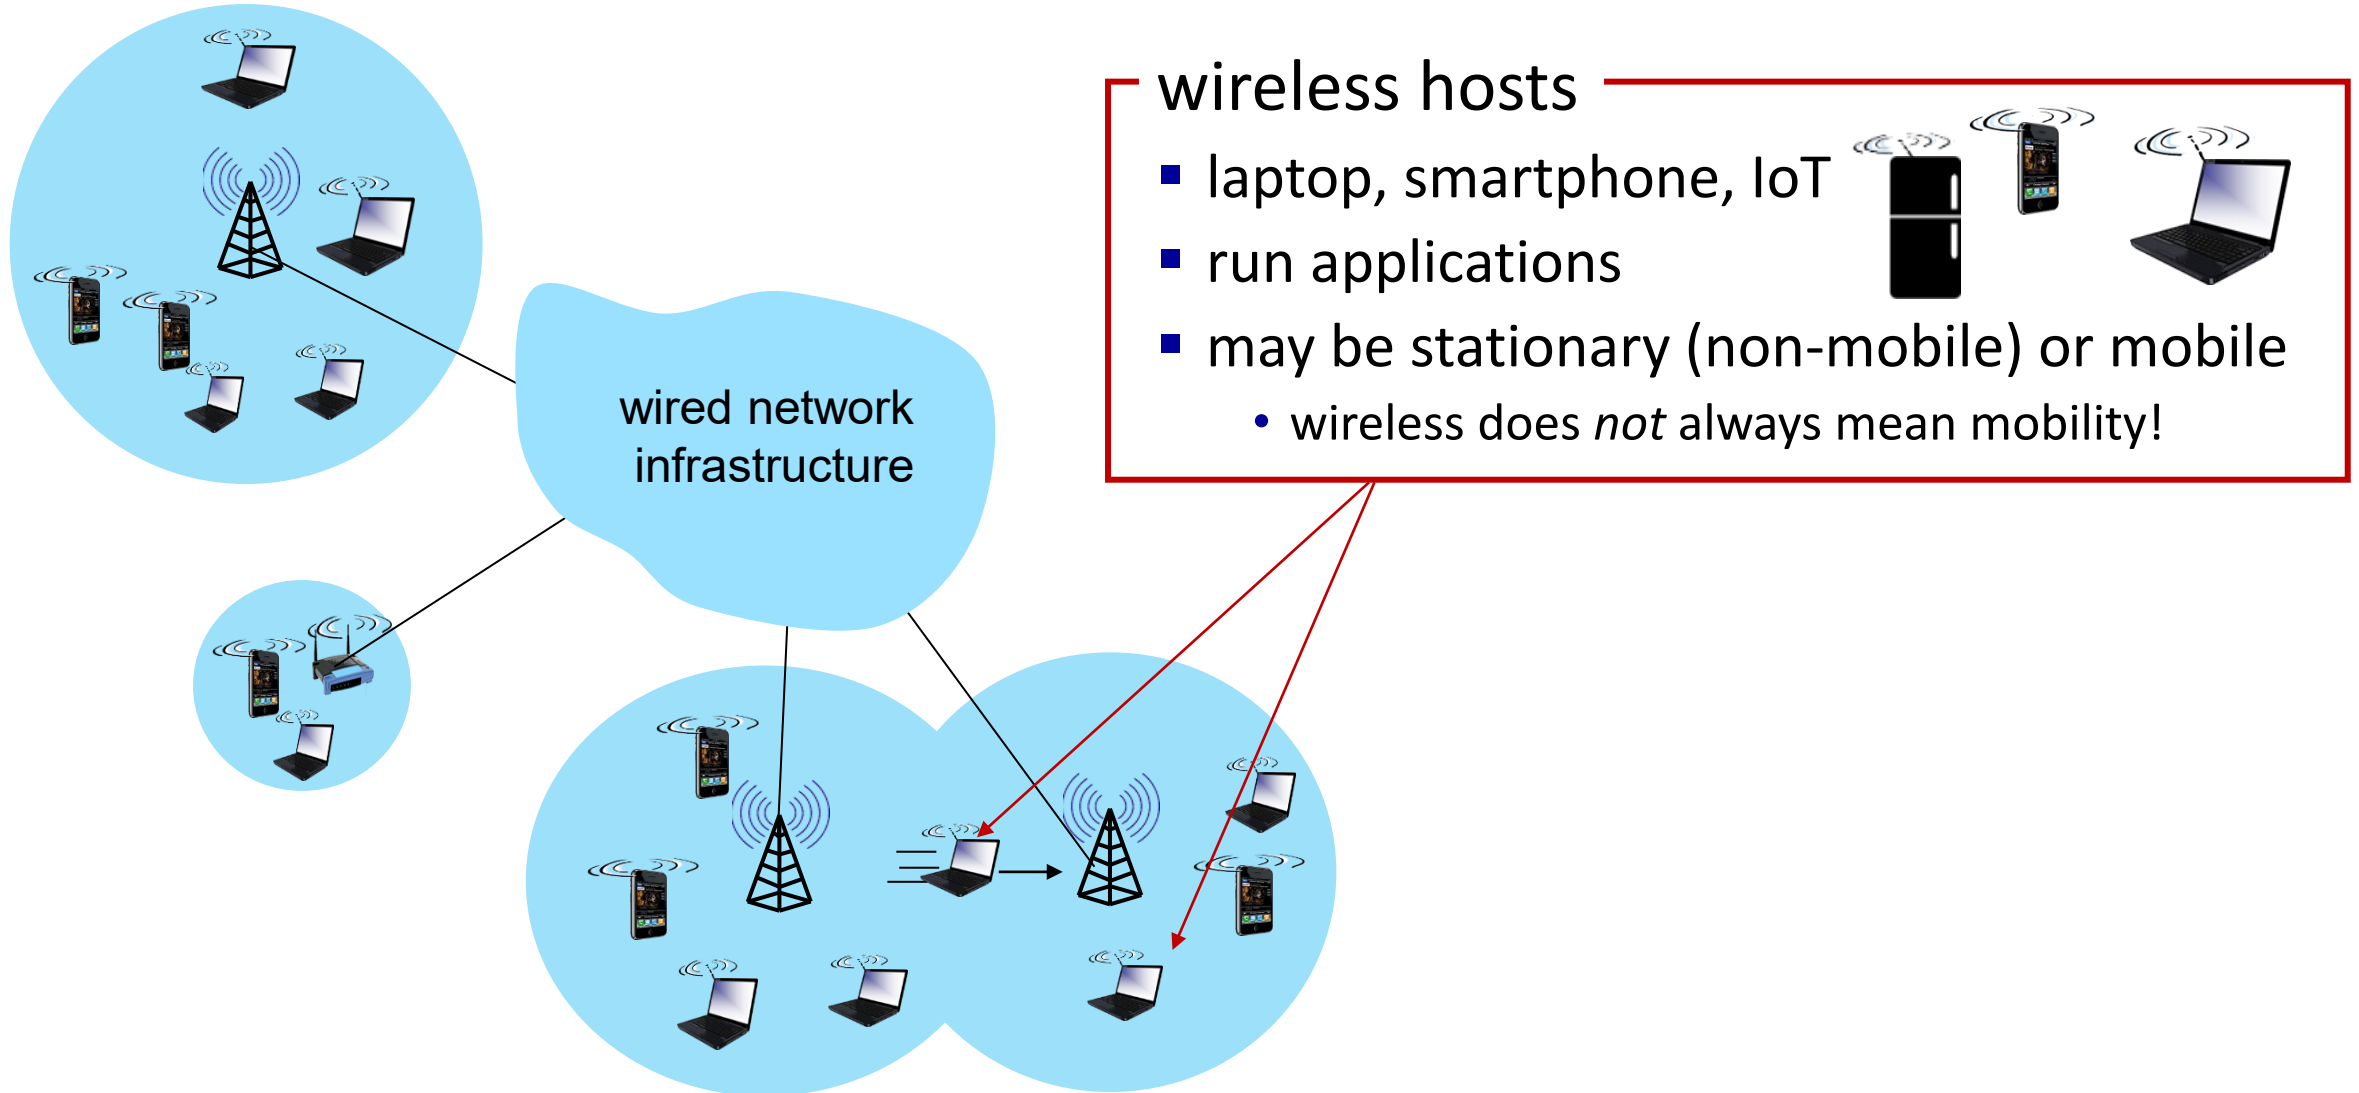 wireless hosts
▪ laptop, smartphone, IoT
▪ run applications
▪ may be stationary (non-mobile) or mobile
• wireless does not always mean mobility!
wired network
infrastructure